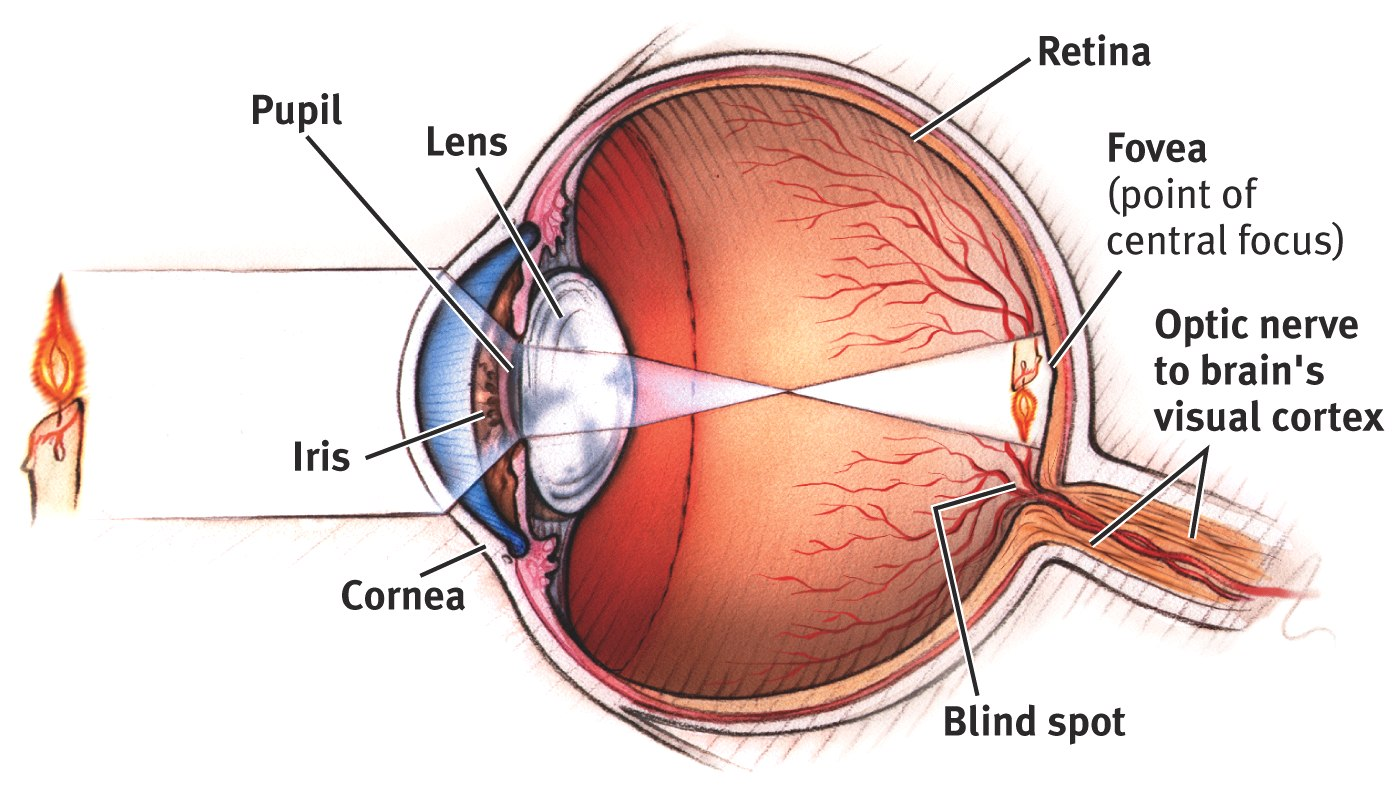 Retina
Pupil
Lens
Fovea
(point of
central focus)
Optic nerve
to brain's
visual cortex
Iris
Cornea
Blind spot